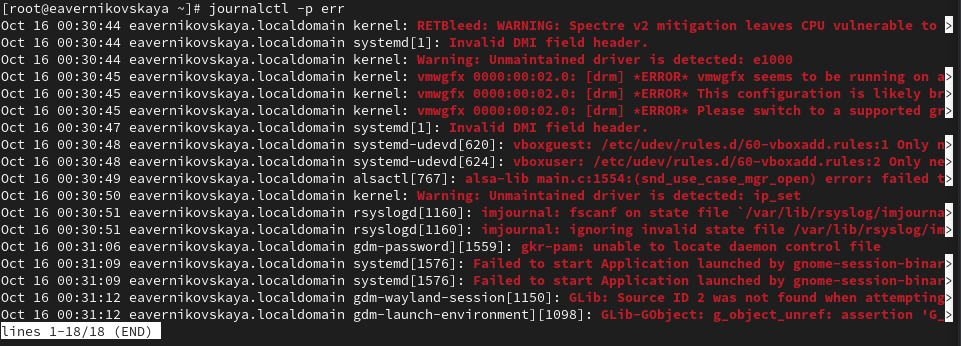 [root@eavernikovskaya ~]# journalctl -p err
Oct 16 00:30:44 eavernikovskaya.localdomain kernel: RETBleed: WARNING: Spectre v2 mitigation leaves CPU vulnerable to >
Oct 16 00:30:44 eavernikovskaya.localdomain systemd[1]: Invalid DMI field header.
Oct 16 00:30:44 eavernikovskaya.localdomain kernel: Warning: Unmaintained driver is detected: e1000
Oct 16 00:30:45 eavernikovskaya.localdomain kernel: vmwgfx 0000:00:02.0: [drm] *ERROR* vmwgfx seems to be running on a>
Oct 16 00:30:45 eavernikovskaya.localdomain kernel: vmwgfx 0000:00:02.0: [drm] *ERROR* This configuration is likely br>
Oct 16 00:30:45 eavernikovskaya.localdomain kernel: vmwgfx 0000:00:02.0: [drm] *ERROR* Please switch to a supported gr>
Oct 16 00:30:47 eavernikovskaya.localdomain systemd[1]: Invalid DMI field header.
Oct 16 00:30:48 eavernikovskaya.localdomain systemd-udevd[620]: vboxguest: /etc/udev/rules.d/60-vboxadd.rules:1 Only n>
Oct 16 00:30:48 eavernikovskaya.localdomain systemd-udevd[624]: vboxuser: /etc/udev/rules.d/60-vboxadd.rules:2 Only ne>
Oct 16 00:30:49 eavernikovskaya.localdomain alsactl[767]: alsa-lib main.c:1554:(snd_use_case_mgr_open) error: failed t>
Oct 16 00:30:50 eavernikovskaya.localdomain kernel: Warning: Unmaintained driver is detected: ip_set
Oct 16 00:30:51 eavernikovskaya.localdomain rsyslogd[1160]: imjournal: fscanf on state file `/var/lib/rsyslog/imjourna>
Oct 16 00:30:51 eavernikovskaya.localdomain rsyslogd[1160]: imjournal: ignoring invalid state file /var/lib/rsyslog/im>
Oct 16 00:31:06 eavernikovskaya.localdomain gdm-password][1559]: gkr-pam: unable to locate daemon control file
Oct 16 00:31:09 eavernikovskaya.localdomain systemd[1576]: Failed to start Application launched by gnome-session-binar>
Oct 16 00:31:09 eavernikovskaya.localdomain systemd[1576]: Failed to start Application launched by gnome-session-binar>
Oct 16 00:31:12 eavernikovskaya.localdomain gdm-wayland-session[1150]: GLib: Source ID 2 was not found when attempting>
Oct 16 00:31:12 eavernikovskaya.localdomain gdm-launch-environment][1098]: GLib-GObject: g_object_unref: assertion 'G_>
lines 1-18/18 (END)